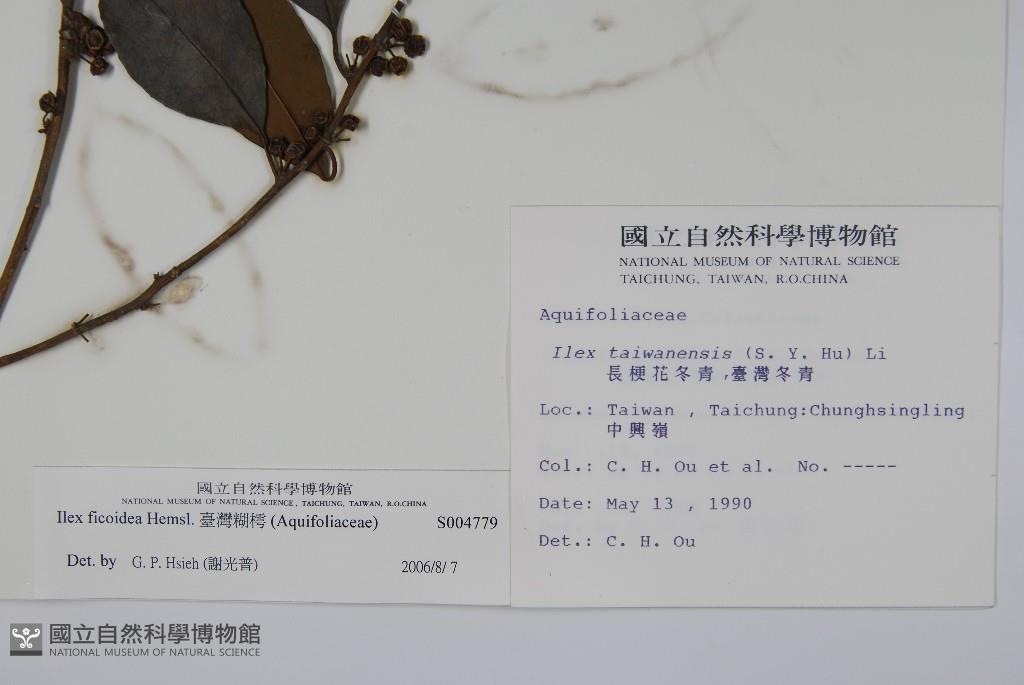 國立自然科學博物館
NATIONAL MUSEUM OF NATURAL SCIENCE
TAICHUNG, TAIWAN, R.O.CHINA
Aquifoliaceae
Ilex taiwanensis (S. Y. Hu) Li
長梗花冬青,臺灣冬青
Loc.: Taiwan , Taichung:Chunghsingling
中興嶺
Col.: C. H. Ou et al. No. -----
Date: May 13 , 1990
Det.: C. H. Ou
國立自然科學博物館
NATIONAL MUSEUM OF NATURAL SCIENCE, TAICHUNG, TAIWAN, R.O.CHINA
Ilex ficoidea Hemsl. 臺灣糊樗 (Aquifoliaceae) S004779
Det. by G. P. Hsieh (謝光普) 2006/8/ 7
國立自然科學博物館
NATIONAL MUSEUM OF NATURAL SCIENCE